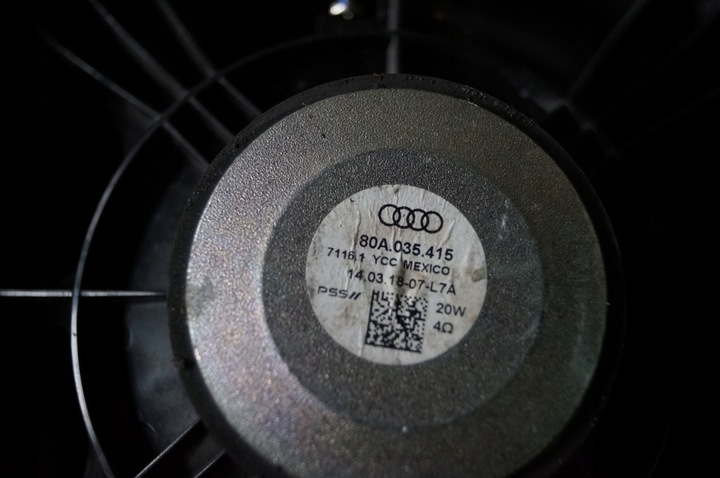 80A.035.415
7116.1 YCC MEXICO
14.03.18-07-L7A
PSS//
20W
4Ω